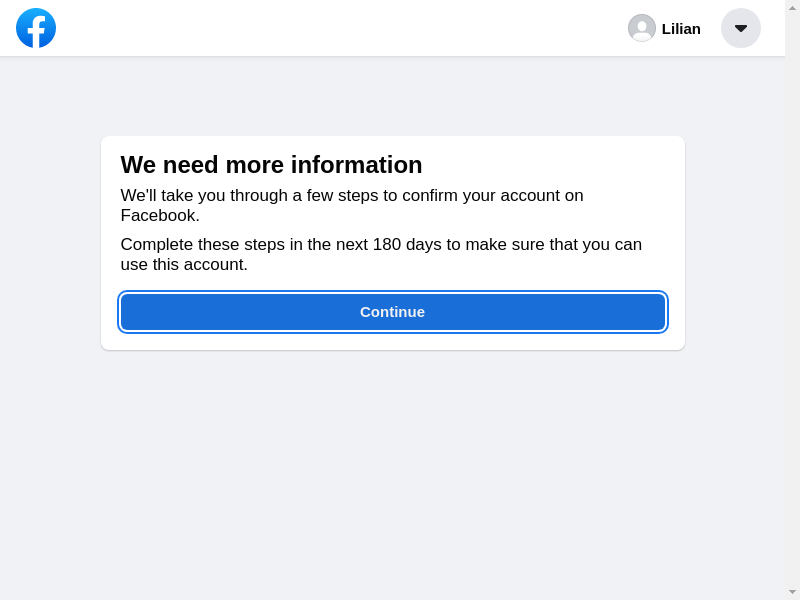 Lilian
We need more information
We'll take you through a few steps to confirm your account on
Facebook.
Complete these steps in the next 180 days to make sure that you can
use this account.
Continue